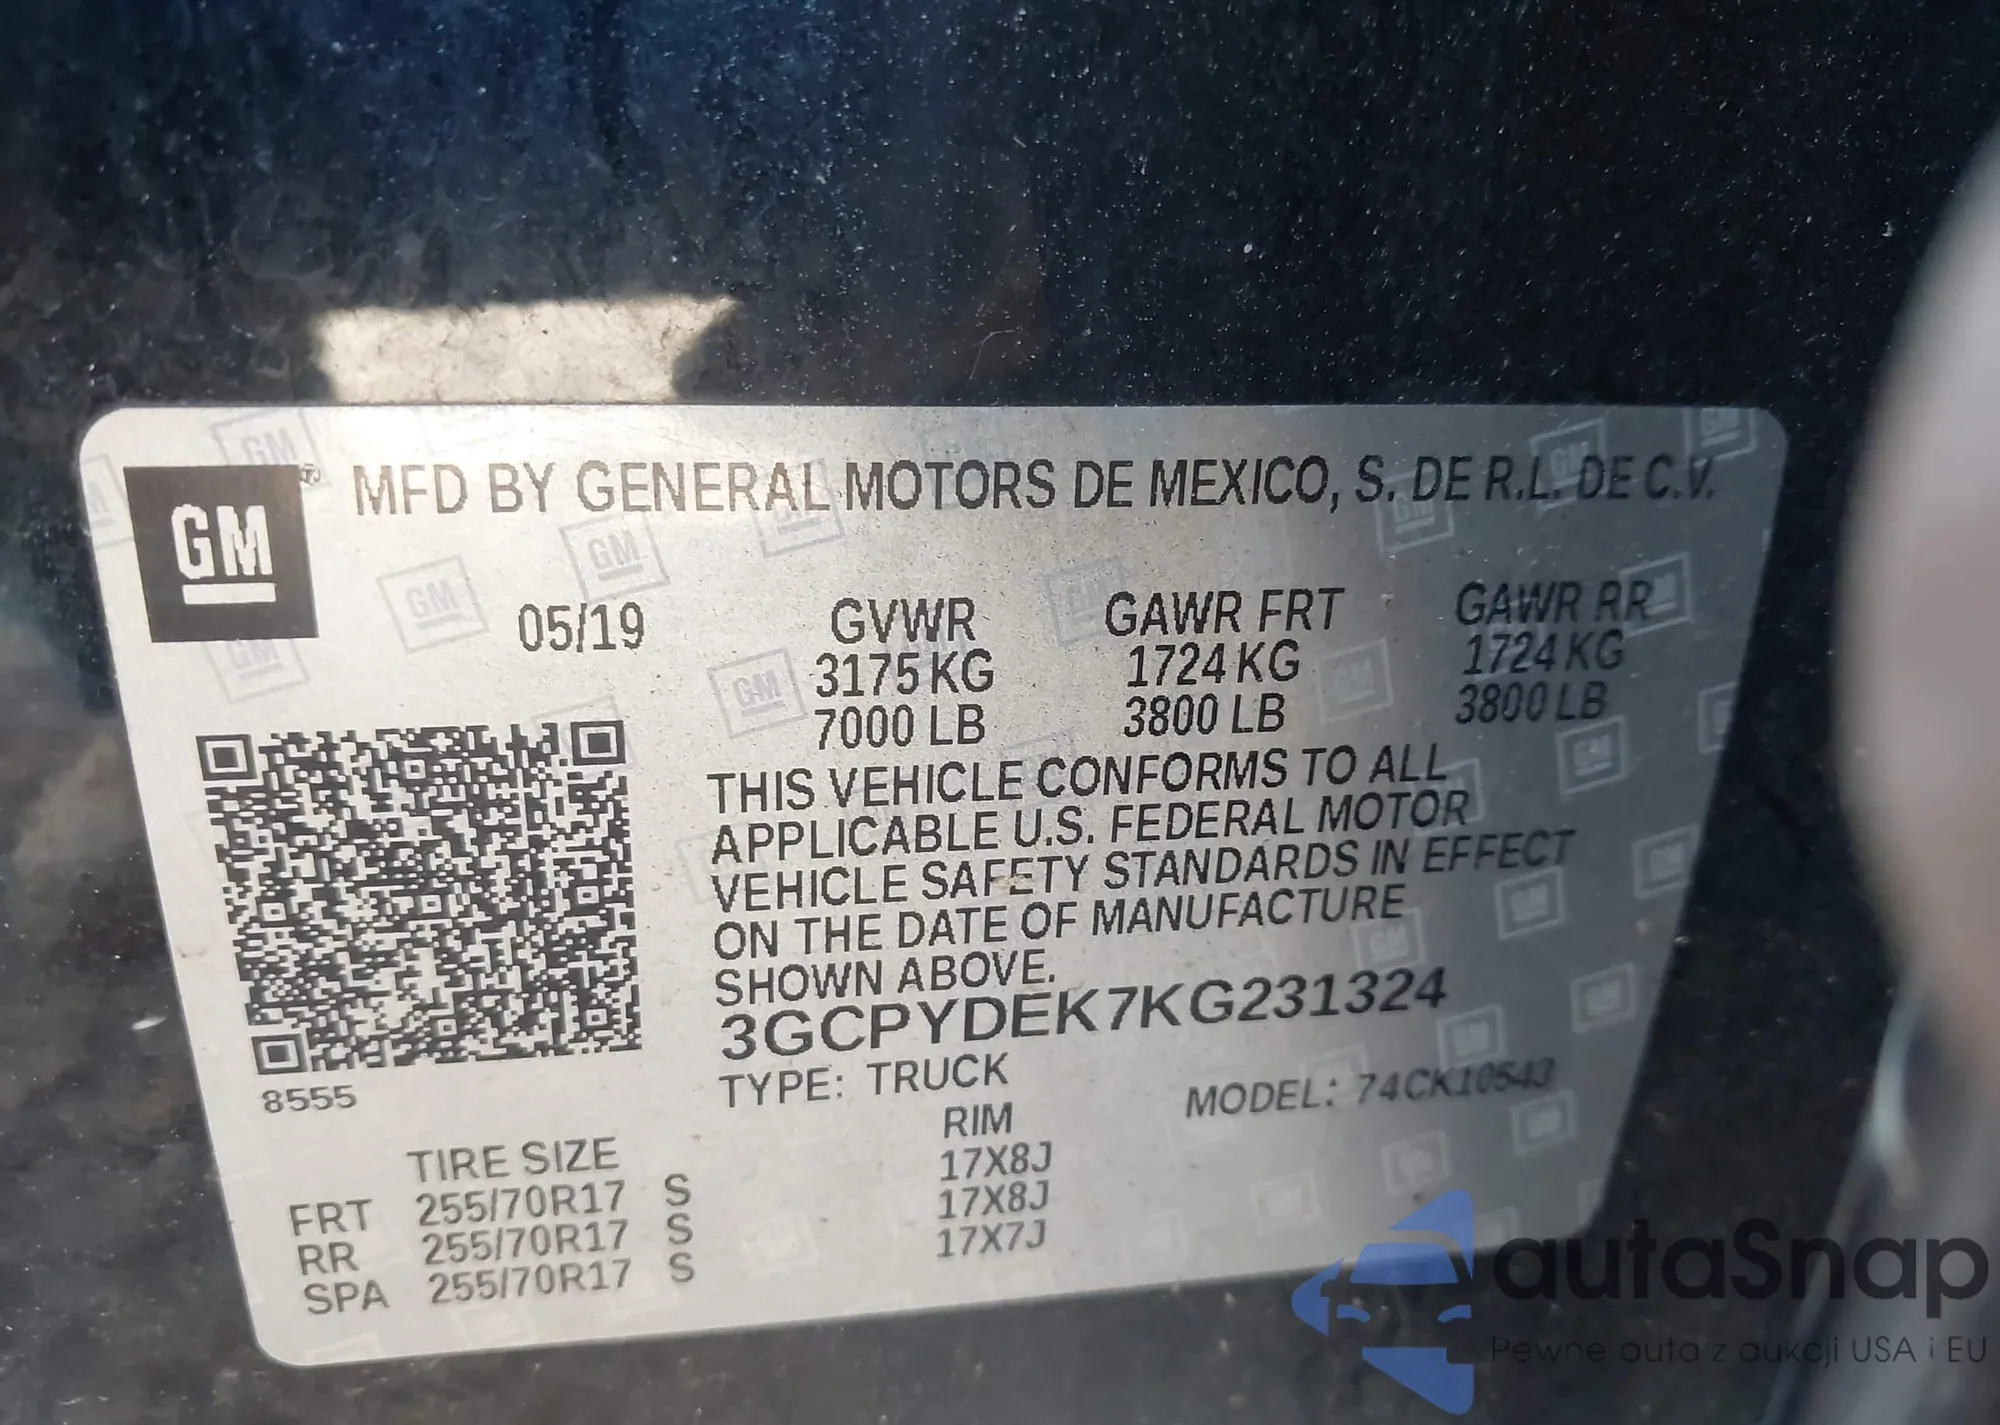 GM
MFD BY GENERAL MOTORS DE MEXICO, S. DE R.L. DE C.V.
05/19
GVWR GAWR FRT GAWR RR
3175 KG 1724 KG 1724 KG
7000 LB 3800 LB 3800 LB
THIS VEHICLE CONFORMS TO ALL
APPLICABLE U.S. FEDERAL MOTOR
VEHICLE SAFETY STANDARDS IN EFFECT
ON THE DATE OF MANUFACTURE
SHOWN ABOVE.
3GCPYDEK7KG231324
8555
TYPE: TRUCK MODEL: 74CK10543
TIRE SIZE RIM
FRT 255/70R17 S 17X8J
RR 255/70R17 S 17X8J
SPA 255/70R17 S 17X7J
autaSnap
Pewne auta z aukcji USA i EU